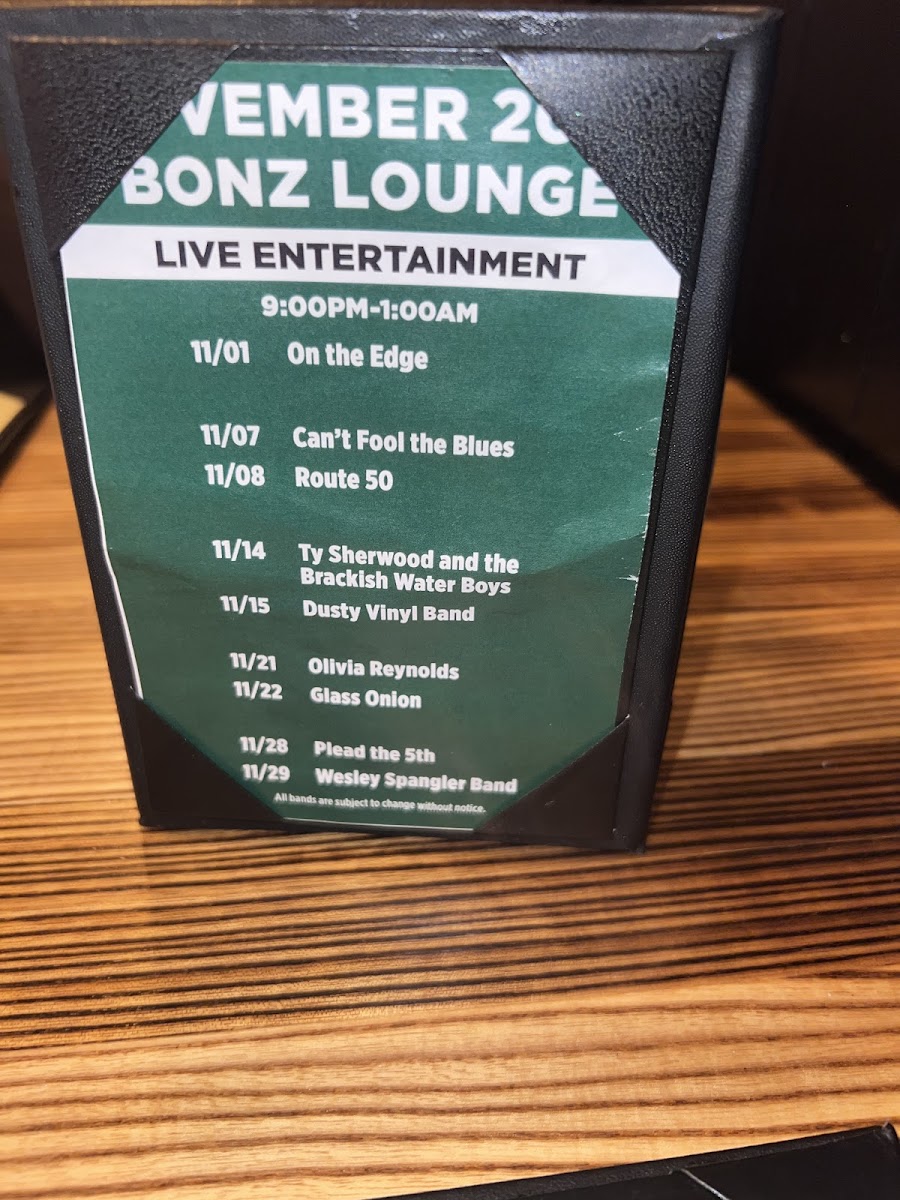 VEMBER 20
BONZ LOUNGE
LIVE ENTERTAINMENT
9:00PM-1:00AM
11/01 On the Edge
11/07 Can't Fool the Blues
11/08 Route 50
11/14 Ty Sherwood and the
Brackish Water Boys
11/15 Dusty Vinyl Band
11/21 Olivia Reynolds
11/22 Glass Onion
11/28 Plead the 5th
11/29 Wesley Spangler Band
All bands are subject to change without notice.